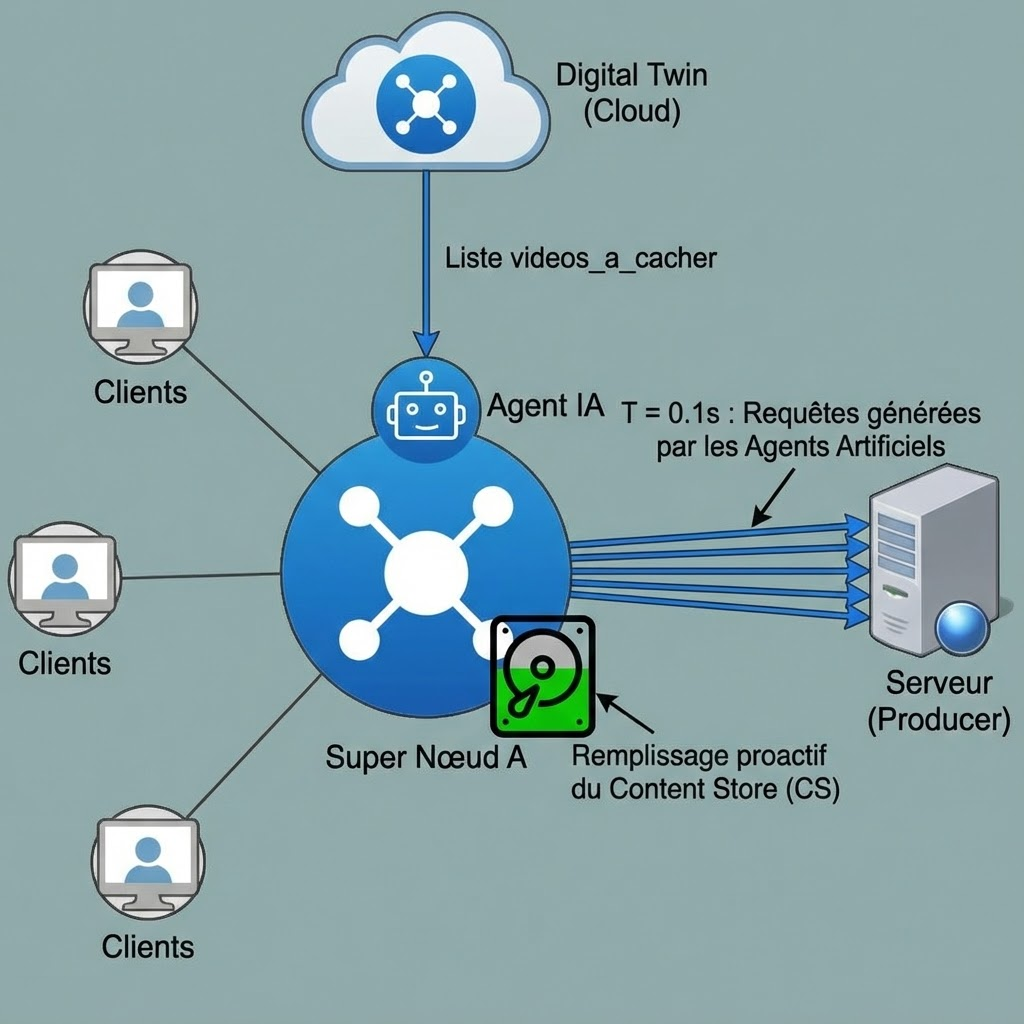 Digital Twin
(Cloud)
Liste videos_a_cacher
Clients
Agent IA
T = 0.1s : Requêtes générées
par les Agents Artificiels
Clients
Serveur
(Producer)
Super Nœud A
Remplissage proactif
du Content Store (CS)
Clients